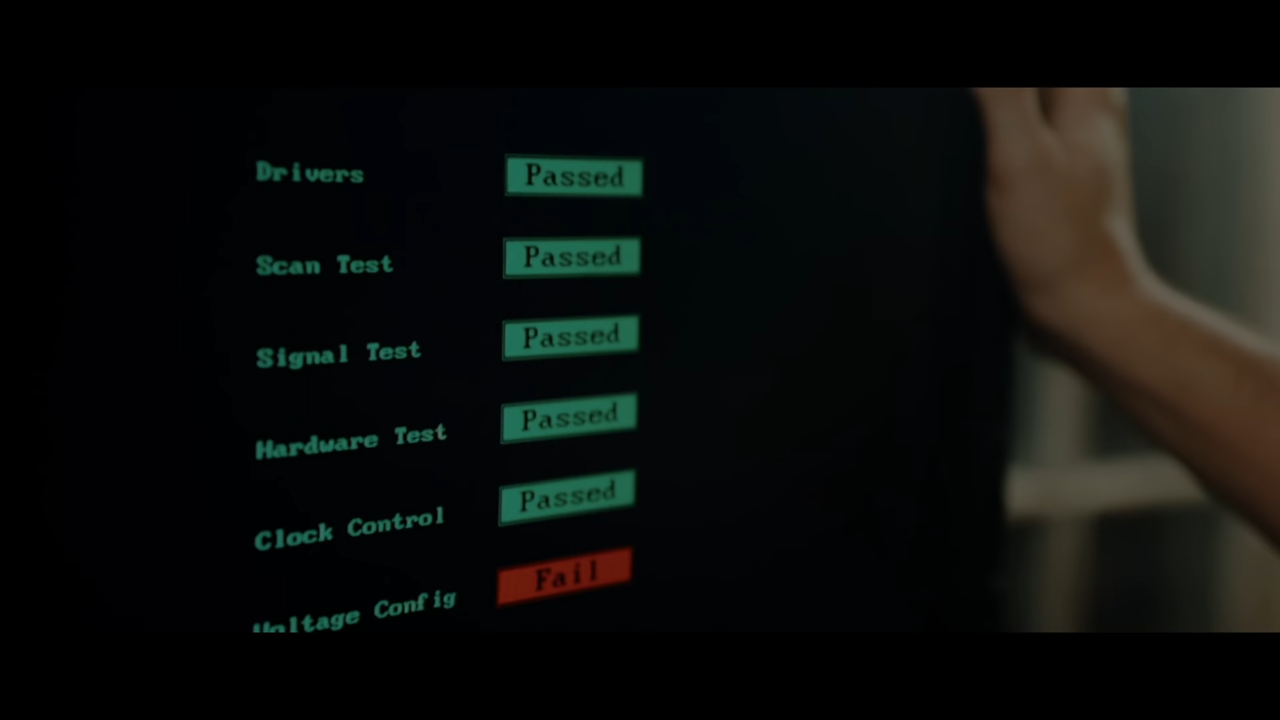 Drivers Passed
Scan Test Passed
Signal Test Passed
Hardware Test Passed
Clock Control Passed
Voltage Config Fail